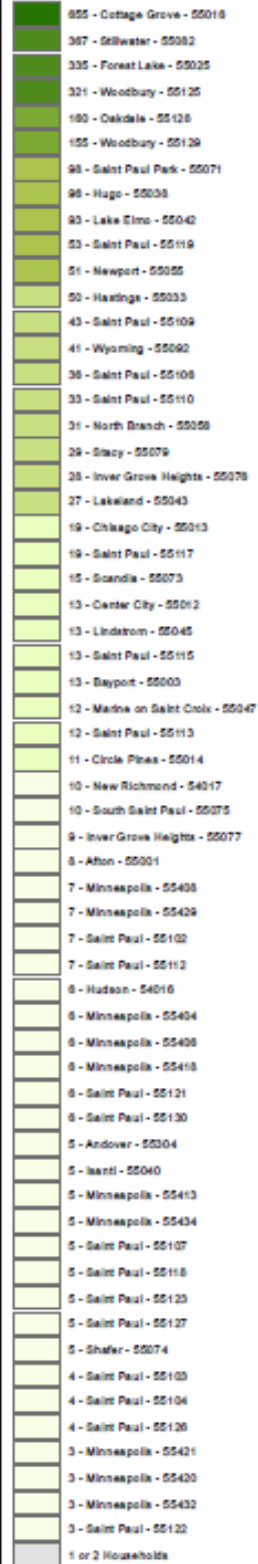 655 - Cottage Grove - 55016
367 - Stillwater - 55082
335 - Forest Lake - 55025
321 - Woodbury - 55125
160 - Oakdale - 55128
155 - Woodbury - 55129
98 - Saint Paul Park - 55071
96 - Hugo - 55038
93 - Lake Elmo - 55042
53 - Saint Paul - 55119
51 - Newport - 55055
50 - Hastings - 55033
43 - Saint Paul - 55109
41 - Wyoming - 55092
36 - Saint Paul - 55106
33 - Saint Paul - 55110
31 - North Branch - 55056
29 - Stacy - 55079
28 - Inver Grove Heights - 55076
27 - Lakeland - 55043
19 - Chisago City - 55013
19 - Saint Paul - 55117
15 - Scandia - 55073
13 - Center City - 55012
13 - Lindstrom - 55045
13 - Saint Paul - 55115
13 - Bayport - 55003
12 - Marine on Saint Croix - 55047
12 - Saint Paul - 55113
11 - Circle Pines - 55014
10 - New Richmond - 54017
10 - South Saint Paul - 55075
9 - Inver Grove Heights - 55077
8 - Afton - 55001
7 - Minneapolis - 55408
7 - Minneapolis - 55429
7 - Saint Paul - 55102
7 - Saint Paul - 55112
6 - Hudson - 54016
6 - Minneapolis - 55404
6 - Minneapolis - 55406
6 - Minneapolis - 55418
6 - Saint Paul - 55121
6 - Saint Paul - 55130
5 - Andover - 55304
5 - Isanti - 55040
5 - Minneapolis - 55413
5 - Minneapolis - 55434
5 - Saint Paul - 55107
5 - Saint Paul - 55118
5 - Saint Paul - 55123
5 - Saint Paul - 55127
5 - Shafer - 55074
4 - Saint Paul - 55103
4 - Saint Paul - 55104
4 - Saint Paul - 55126
3 - Minneapolis - 55421
3 - Minneapolis - 55420
3 - Minneapolis - 55432
3 - Saint Paul - 55122
1 or 2 Households